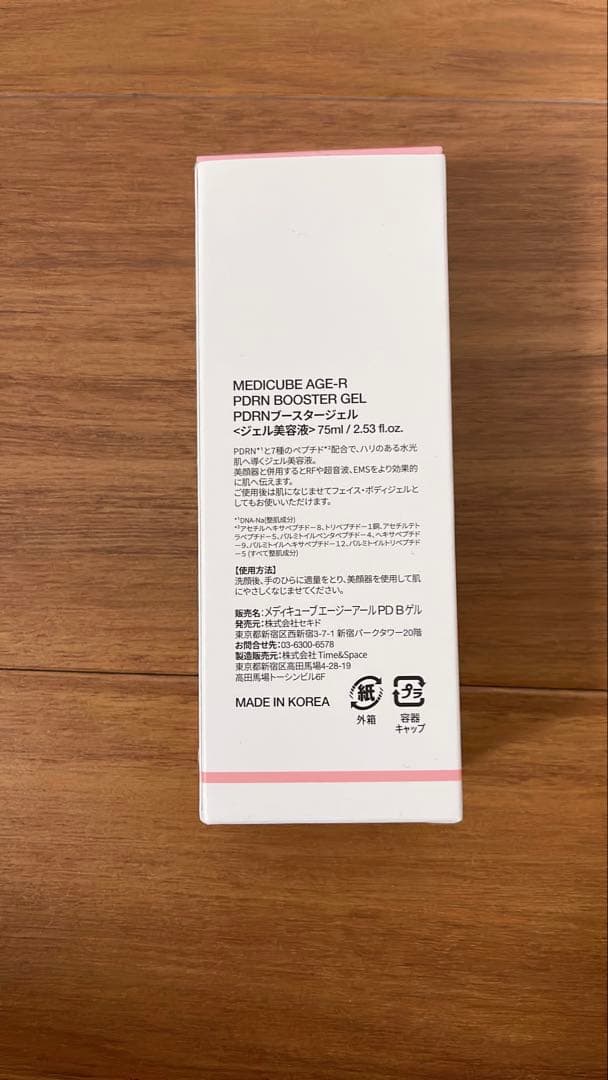 MEDICUBE AGE-R
PDRN BOOSTER GEL
PDRNブースタージェル
<ジェル美容液> 75ml / 2.53 fl.oz.
PDRN*¹と7種のペプチド*²配合で、ハリのある水光
肌へ導くジェル美容液。
美顔器と併用するとRFや超音波、EMSをより効果的
に肌へ伝えます。
ご使用後は肌になじませてフェイス・ボディジェルと
してもお使いいただけます。
*¹DNA-Na(整肌成分)
*²アセチルヘキサペプチド－8、トリペプチド－1銅、アセチルテト
ラペプチド－5、パルミトイルペンタペプチド－4、ヘキサペプチド
－9、パルミトイルヘキサペプチド－12、パルミトイルトリペプチド
－5 (すべて整肌成分)
【使用方法】
洗顔後、手のひらに適量をとり、美顔器を使用して肌
にやさしくなじませてください。
販売名：メディキューブエージーアール PD B ゲル
発売元：株式会社セキド
東京都新宿区西新宿3-7-1 新宿パークタワー20階
お問合せ先：03-6300-6578
製造販売元：株式会社 Time&Space
東京都新宿区高田馬場4-28-19
高田馬場トーシンビル6F
MADE IN KOREA
紙
外箱
プラ
容器
キャップ